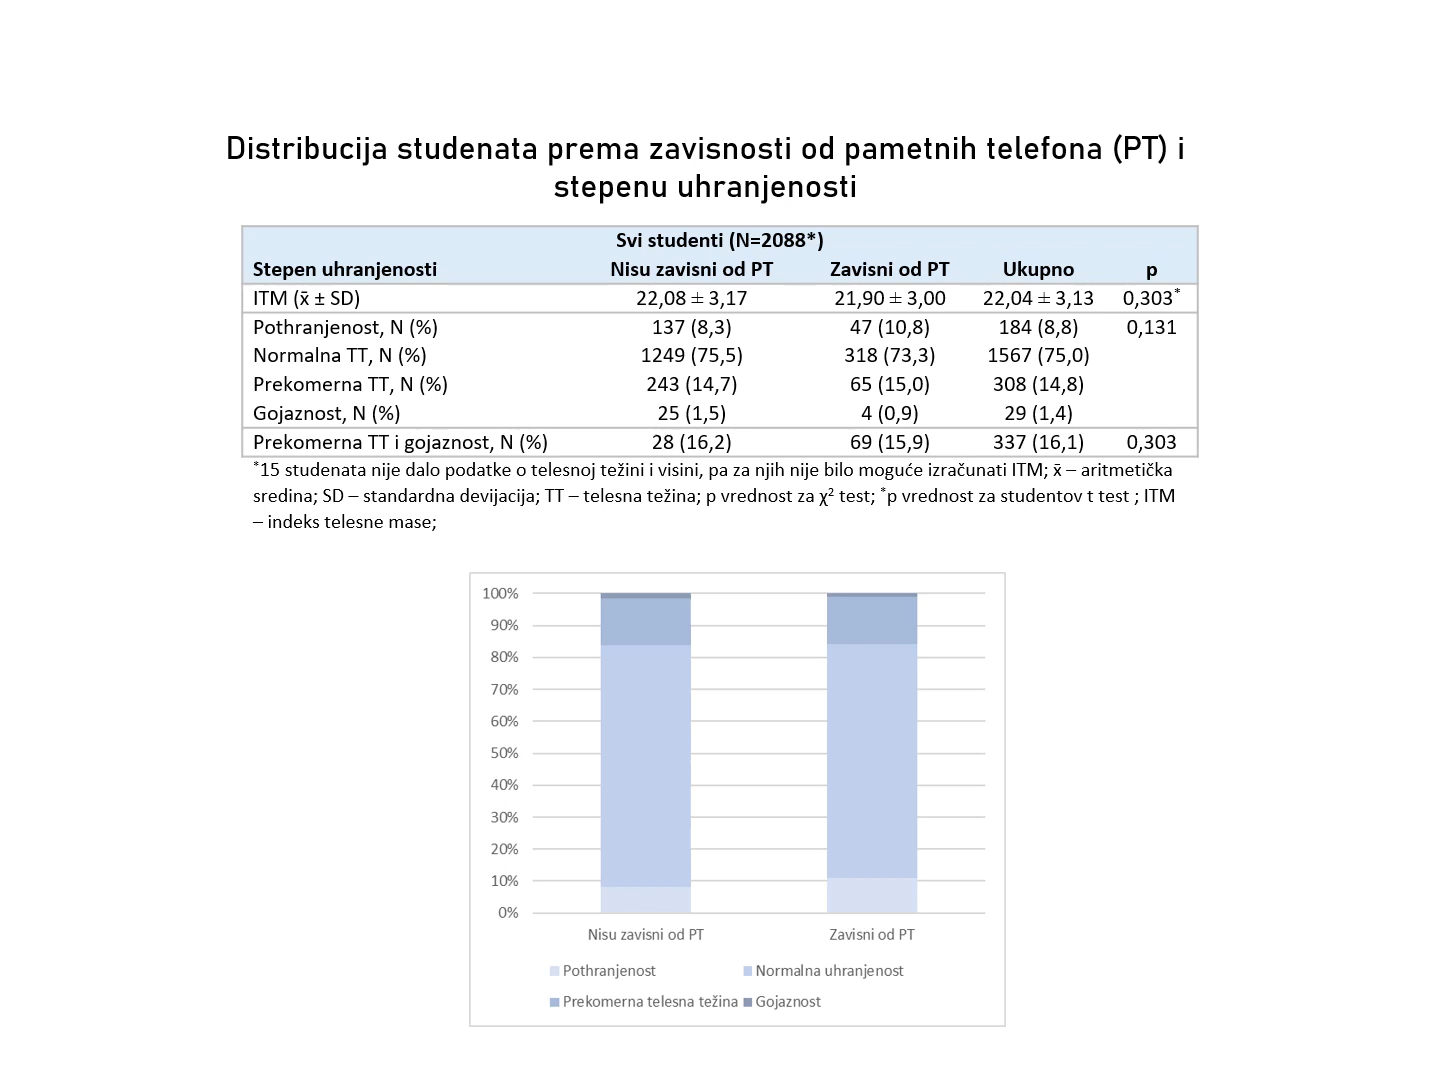 Distribucija studenata prema zavisnosti od pametnih telefona (PT) i
stepenu uhranjenosti
Svi studenti (N=2088*)
Stepen uhranjenosti Nisu zavisni od PT Zavisni od PT Ukupno p
ITM (x̄ ± SD) 22,08 ± 3,17 21,90 ± 3,00 22,04 ± 3,13 0,303*
Pothranjenost, N (%) 137 (8,3) 47 (10,8) 184 (8,8) 0,131
Normalna TT, N (%) 1249 (75,5) 318 (73,3) 1567 (75,0)
Prekomerna TT, N (%) 243 (14,7) 65 (15,0) 308 (14,8)
Gojaznost, N (%) 25 (1,5) 4 (0,9) 29 (1,4)
Prekomerna TT i gojaznost, N (%) 28 (16,2) 69 (15,9) 337 (16,1) 0,303
*15 studenata nije dalo podatke o telesnoj težini i visini, pa za njih nije bilo moguće izračunati ITM; x̄ – aritmetička
sredina; SD – standardna devijacija; TT – telesna težina; p vrednost za χ² test; *p vrednost za studentov t test ; ITM
– indeks telesne mase;
100%
90%
80%
70%
60%
50%
40%
30%
20%
10%
0%
Nisu zavisni od PT Zavisni od PT
Pothranjenost Normalna uhranjenost
Prekomerna telesna težina Gojaznost